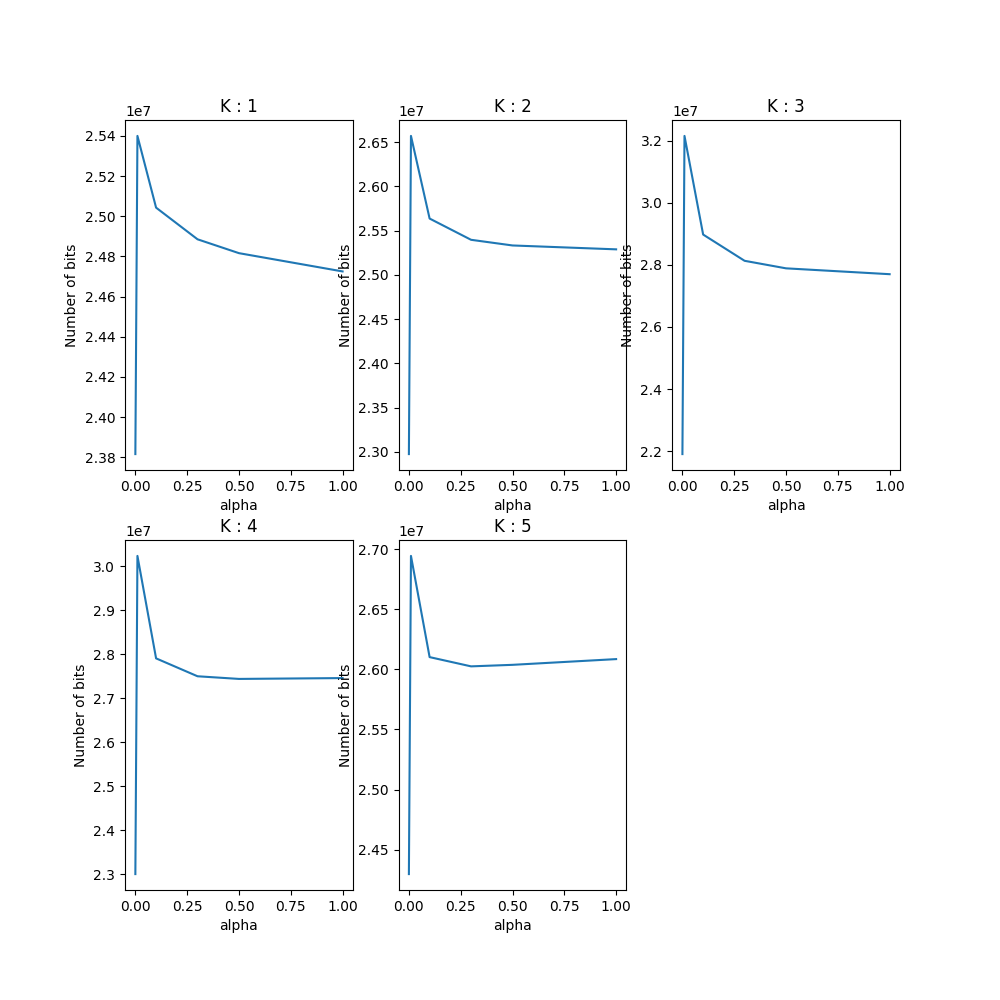 K : 1
1e7
2.54
2.52
2.50
2.48
2.46
2.44
2.42
2.40
2.38
Number of bits
0.00 0.25 0.50 0.75 1.00
alpha
K : 2
1e7
2.65
2.60
2.55
2.50
2.45
2.40
2.35
2.30
Number of bits
0.00 0.25 0.50 0.75 1.00
alpha
K : 3
1e7
3.2
3.0
2.8
2.6
2.4
2.2
Number of bits
0.00 0.25 0.50 0.75 1.00
alpha
K : 4
1e7
3.0
2.9
2.8
2.7
2.6
2.5
2.4
2.3
Number of bits
0.00 0.25 0.50 0.75 1.00
alpha
K : 5
1e7
2.70
2.65
2.60
2.55
2.50
2.45
Number of bits
0.00 0.25 0.50 0.75 1.00
alpha